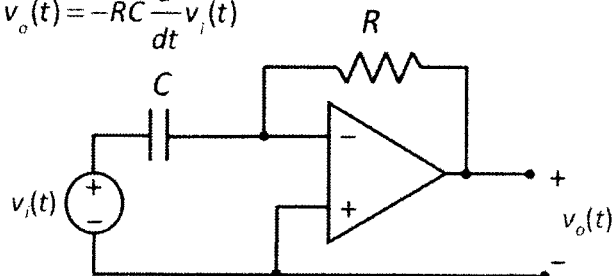 v_o(t) = -RC d/dt v_i(t)
R
C
−
+
+
−
v_i(t)
+
v_o(t)
−